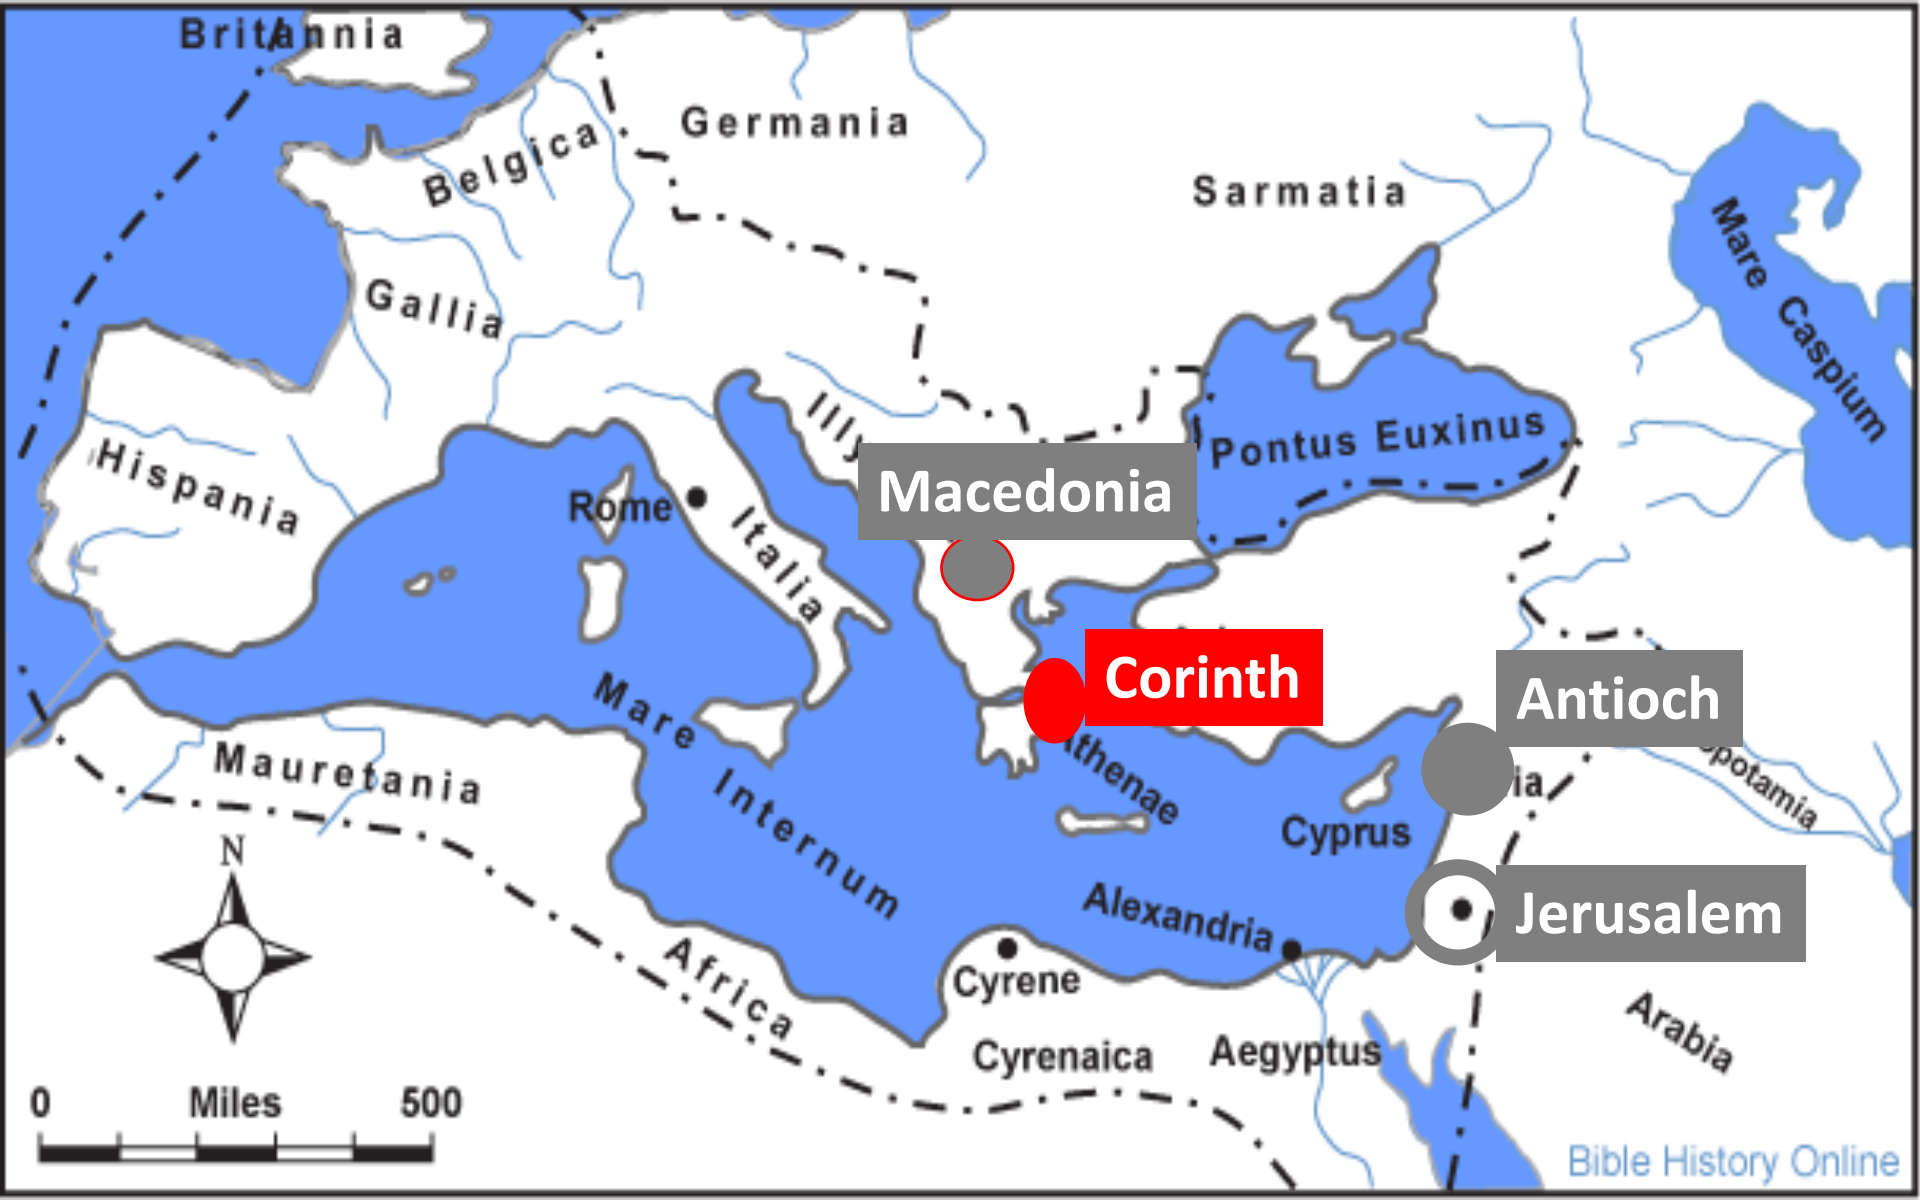 Britannia
Germania
Belgica
Sarmatia
Mare Caspium
Gallia
Illy
Pontus Euxinus
Hispania
Macedonia
Rome
Italia
Corinth
Antioch
Mare Internum
Athenae
Mauretania
Cyprus
N
Jerusalem
Alexandria
Africa
Cyrene
Arabia
Cyrenaica
Aegyptus
0 Miles 500
Bible History Online